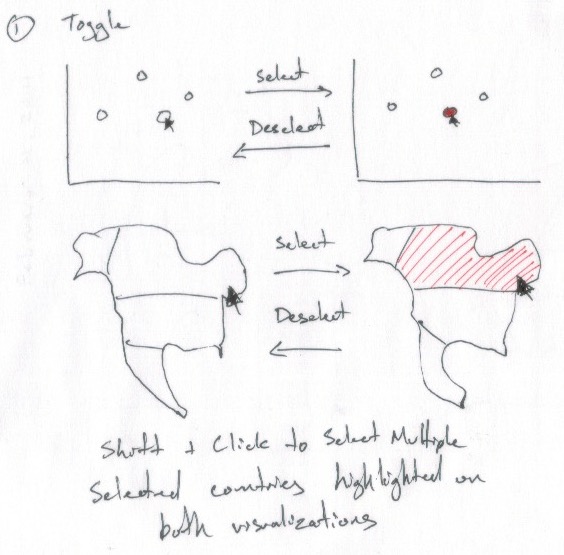 ① Toggle
Select
Deselect
Select
Deselect
Shift + Click to Select Multiple
Selected countries highlighted on
both visualizations